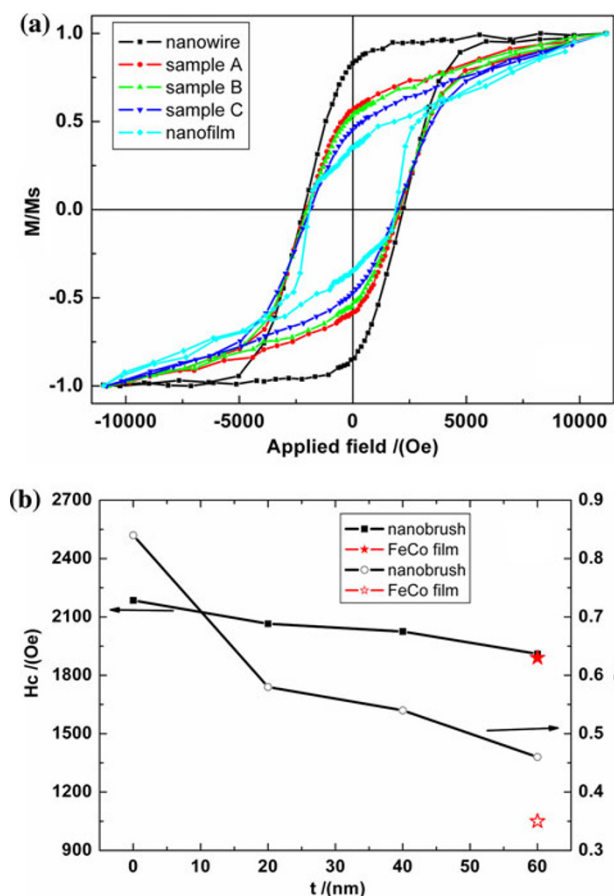 (a)
1.0
0.5
0.0
-0.5
-1.0
M/Ms
nanowire
sample A
sample B
sample C
nanofilm
-10000 -5000 0 5000 10000
Applied field /(Oe)
(b)
2700
2400
2100
1800
1500
1200
900
Hc /(Oe)
nanobrush
FeCo film
nanobrush
FeCo film
0.9
0.8
0.7
0.6
0.5
0.4
0.3
0 10 20 30 40 50 60
t /(nm)